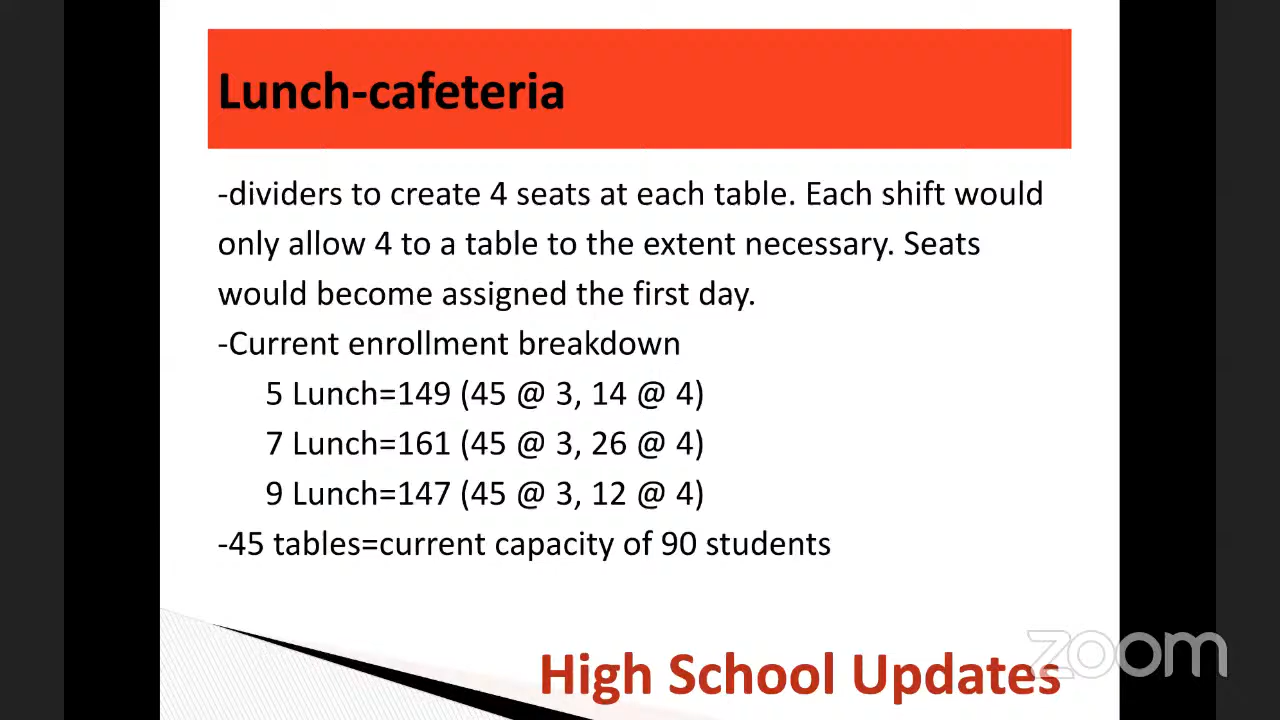 Lunch-cafeteria
-dividers to create 4 seats at each table. Each shift would
only allow 4 to a table to the extent necessary. Seats
would become assigned the first day.
-Current enrollment breakdown
5 Lunch=149 (45 @ 3, 14 @ 4)
7 Lunch=161 (45 @ 3, 26 @ 4)
9 Lunch=147 (45 @ 3, 12 @ 4)
-45 tables=current capacity of 90 students
High School Updates
zoom